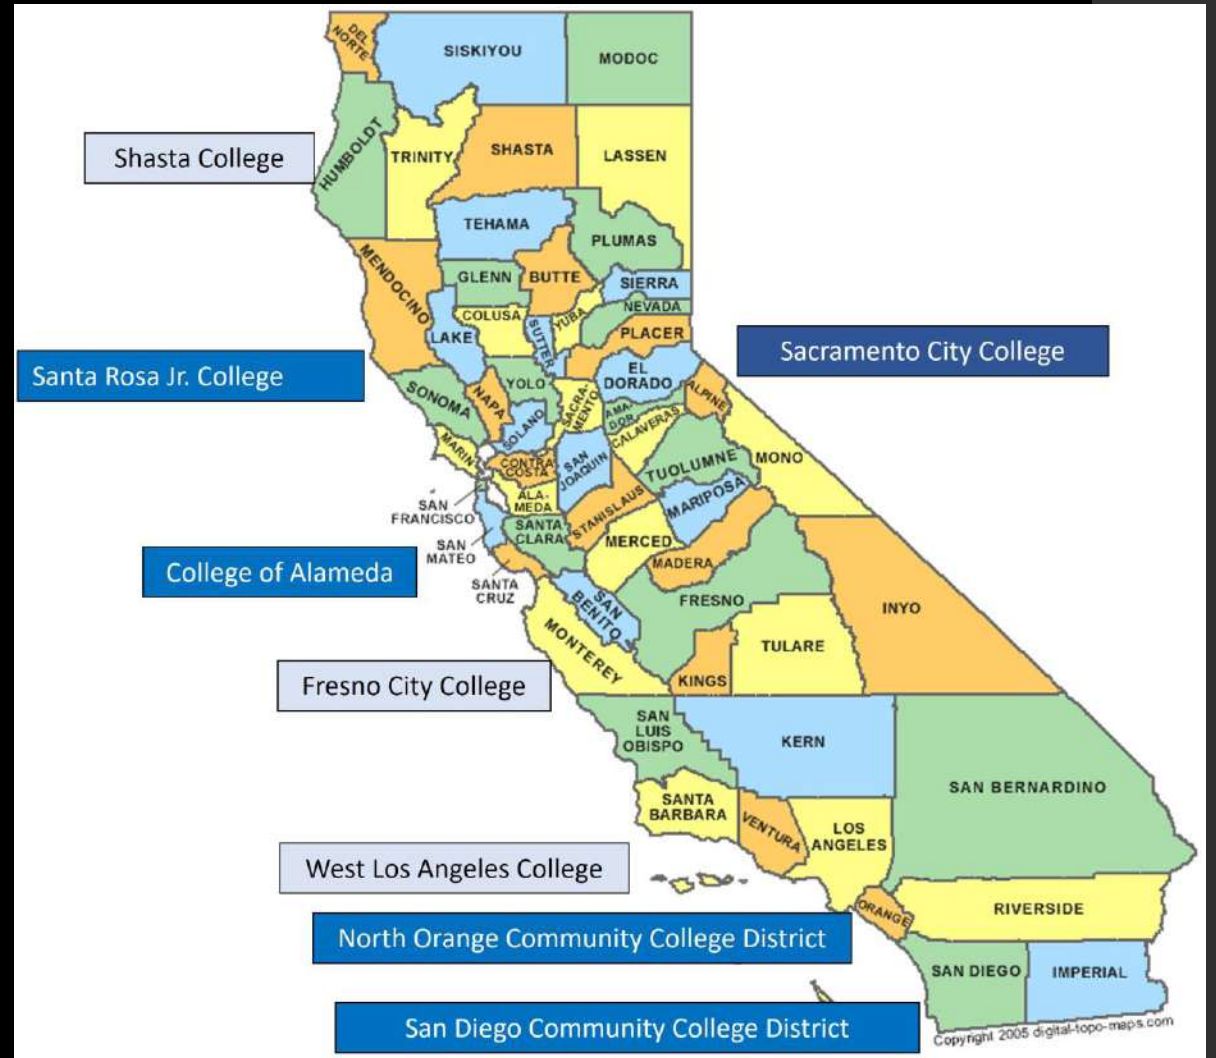 DEL
NORTE
SISKIYOU
MODOC
HUMBOLDT
TRINITY
SHASTA
LASSEN
Shasta College
TEHAMA
PLUMAS
MENDOCINO
GLENN
BUTTE
SIERRA
NEVADA
COLUSA
YUBA
LAKE
SUTTER
PLACER
Sacramento City College
Santa Rosa Jr. College
SONOMA
NAPA
YOLO
SACRA-
MENTO
EL
DORADO
ALPINE
SOLANO
AMA-
DOR
CALAVERAS
MARIN
CONTRA
COSTA
SAN
JOAQUIN
TUOLUMNE
MONO
SAN
FRANCISCO
ALA-
MEDA
STANISLAUS
MARIPOSA
SAN
MATEO
SANTA
CLARA
MERCED
MADERA
College of Alameda
SANTA
CRUZ
SAN
BENITO
FRESNO
INYO
MONTEREY
TULARE
KINGS
Fresno City College
SAN
LUIS
OBISPO
KERN
SAN BERNARDINO
SANTA
BARBARA
VENTURA
LOS
ANGELES
West Los Angeles College
ORANGE
RIVERSIDE
North Orange Community College District
SAN DIEGO
IMPERIAL
San Diego Community College District
Copyright 2005 digital-topo-maps.com